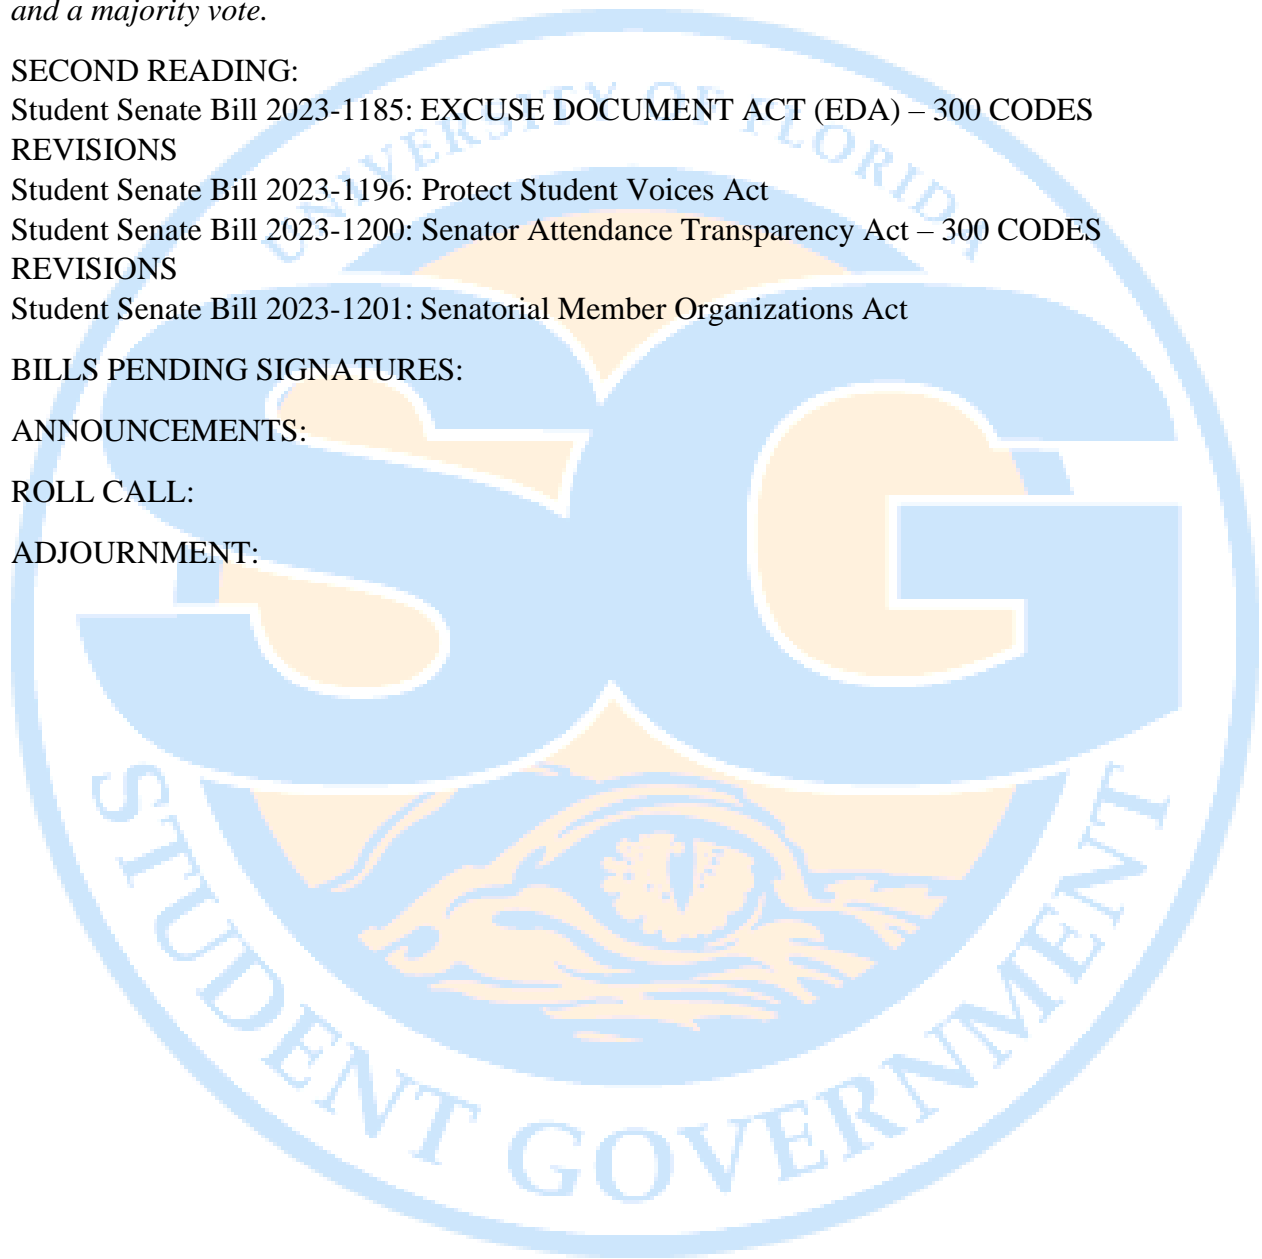 and a majority vote.
SECOND READING:
Student Senate Bill 2023-1185: EXCUSE DOCUMENT ACT (EDA) – 300 CODES
REVISIONS
Student Senate Bill 2023-1196: Protect Student Voices Act
Student Senate Bill 2023-1200: Senator Attendance Transparency Act – 300 CODES
REVISIONS
Student Senate Bill 2023-1201: Senatorial Member Organizations Act
BILLS PENDING SIGNATURES:
ANNOUNCEMENTS:
ROLL CALL:
ADJOURNMENT:
UNIVERSITY OF FLORIDA
SG
STUDENT GOVERNMENT